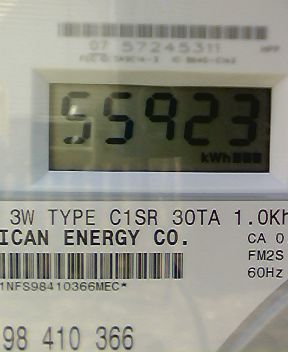 07 57245311
55923
kWh
3W TYPE C1SR 30TA 1.0Kh
ICAN ENERGY CO. CA 0.
FM2S
60Hz
1NFS98410366MEC*
98 410 366